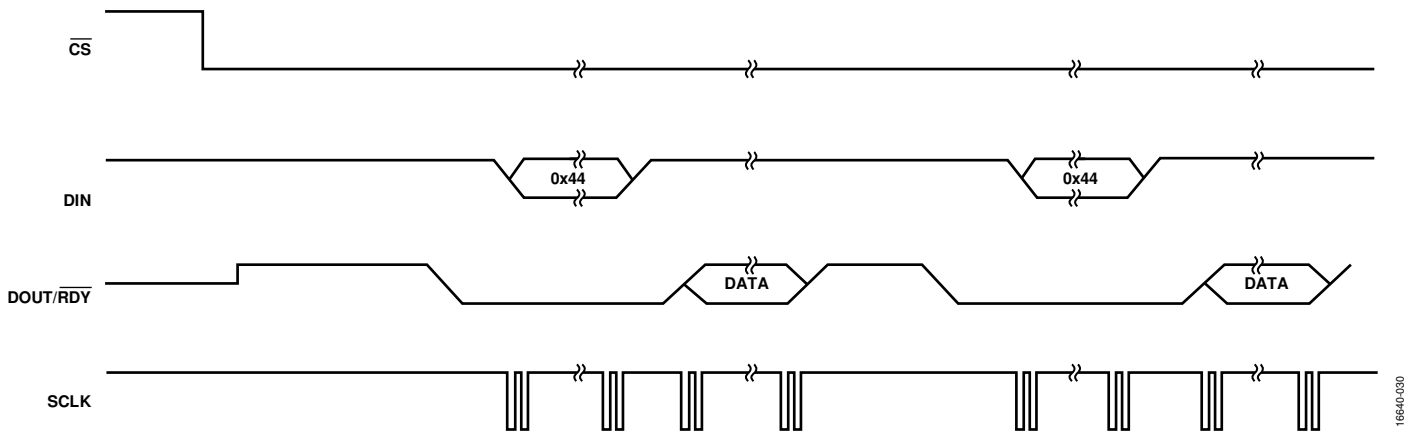 CS
DIN
0x44
0x44
DOUT/RDY
DATA
DATA
SCLK
16640-030